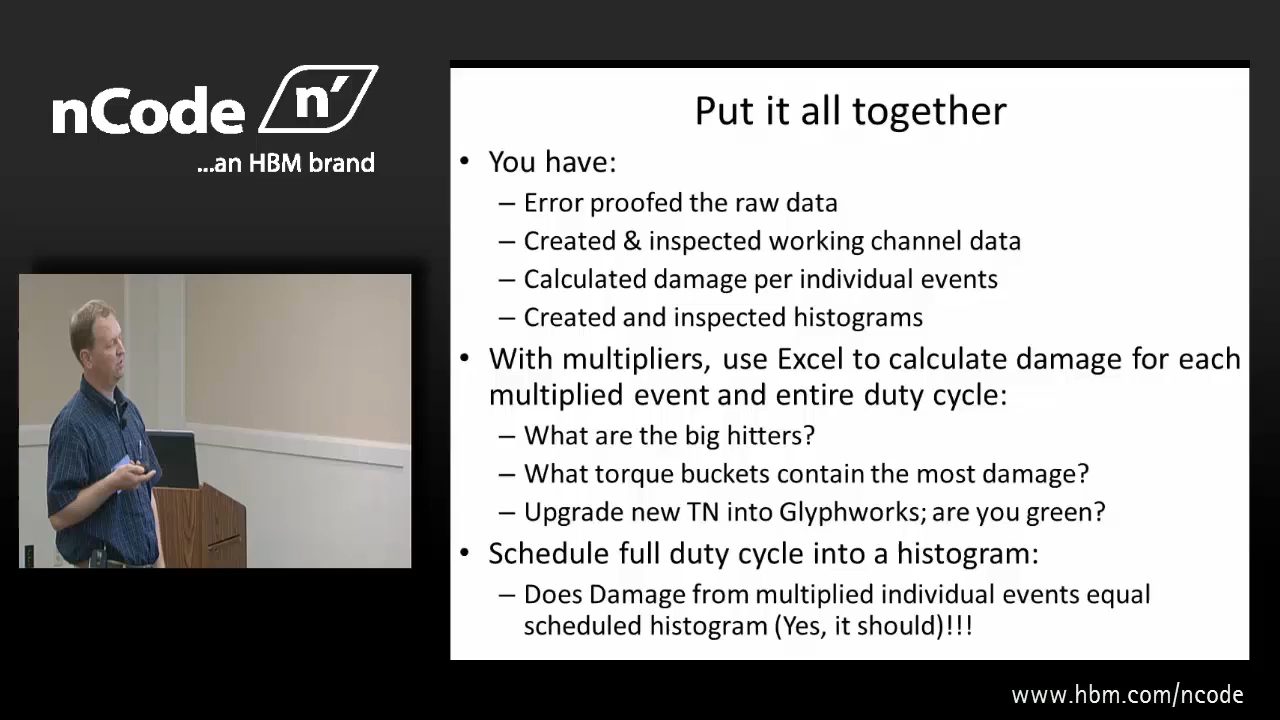 nCode n'
...an HBM brand
Put it all together
• You have:
– Error proofed the raw data
– Created & inspected working channel data
– Calculated damage per individual events
– Created and inspected histograms
• With multipliers, use Excel to calculate damage for each
multiplied event and entire duty cycle:
– What are the big hitters?
– What torque buckets contain the most damage?
– Upgrade new TN into Glyphworks; are you green?
• Schedule full duty cycle into a histogram:
– Does Damage from multiplied individual events equal
scheduled histogram (Yes, it should)!!!
www.hbm.com/ncode